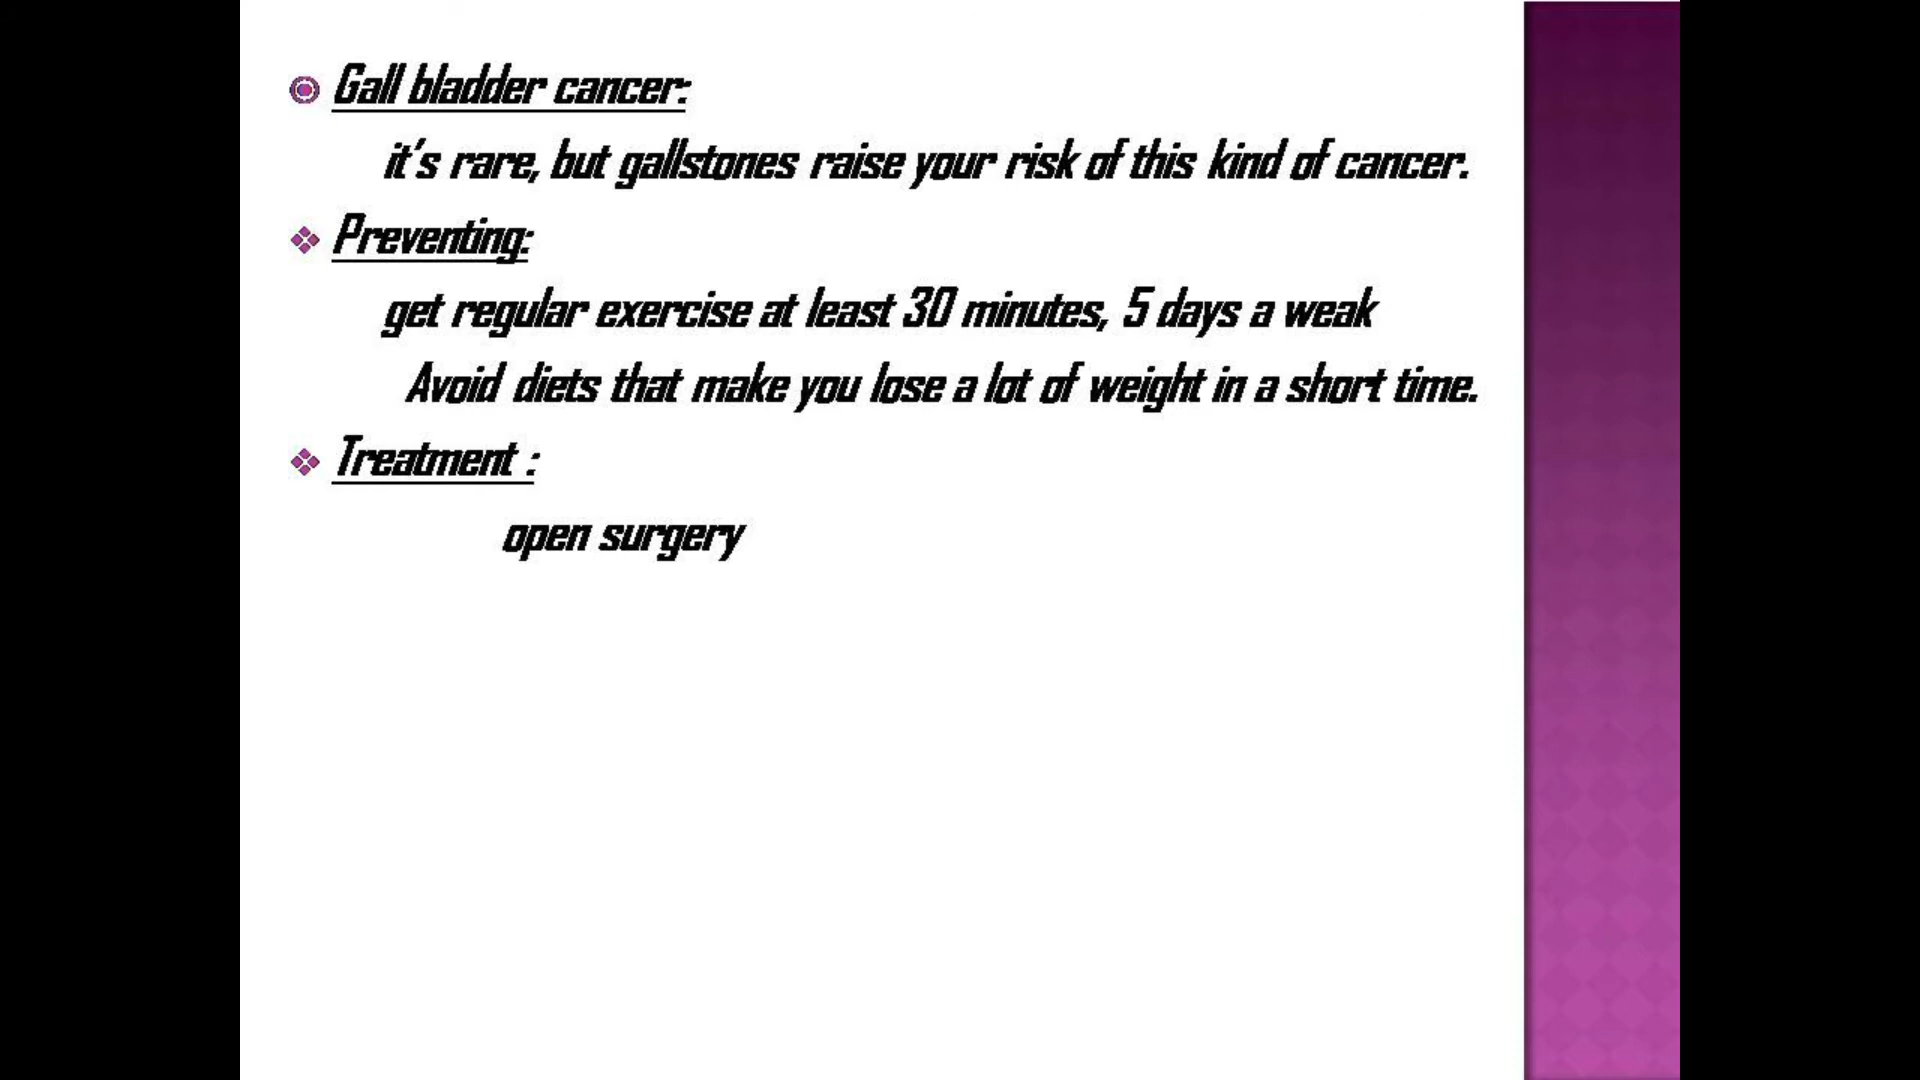 Gall bladder cancer:
it's rare, but gallstones raise your risk of this kind of cancer.
Preventing:
get regular exercise at least 30 minutes, 5 days a weak
Avoid diets that make you lose a lot of weight in a short time.
Treatment :
open surgery